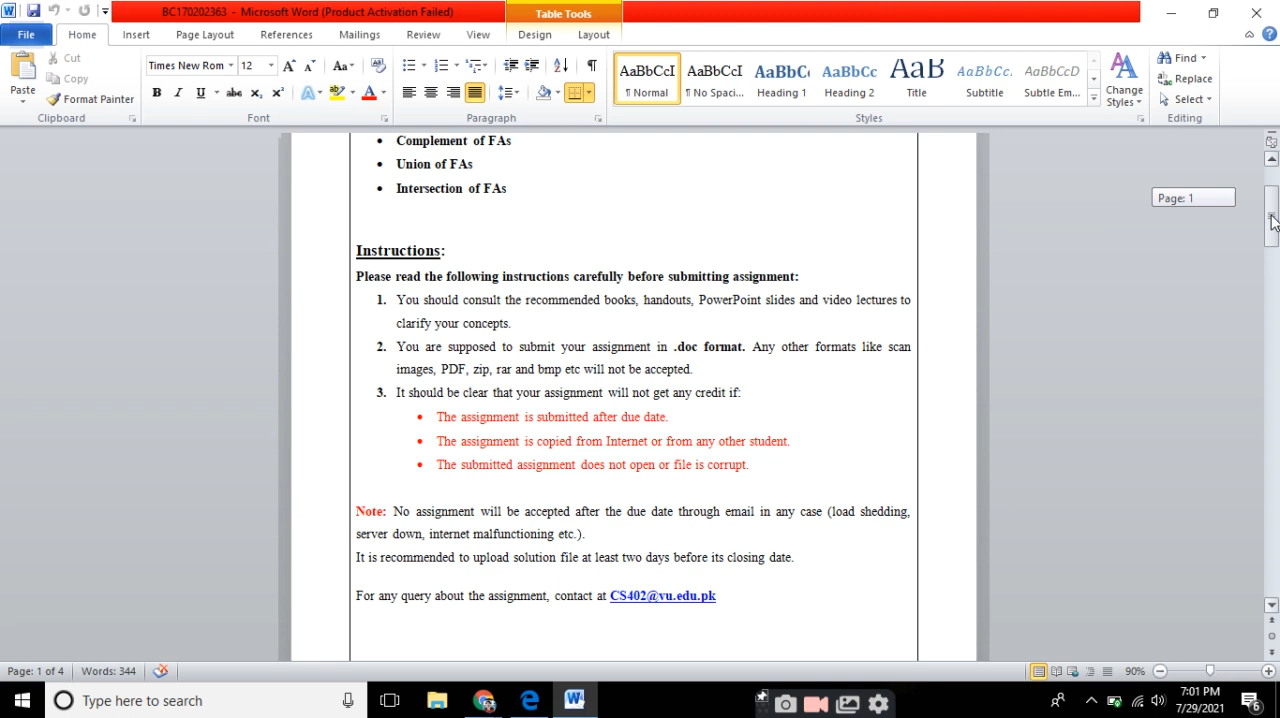 BC170202363 - Microsoft Word (Product Activation Failed)
Table Tools
File
Home
Insert
Page Layout
References
Mailings
Review
View
Design
Layout
Paste
Cut
Copy
Format Painter
Clipboard
Times New Rom
12
Font
Paragraph
AaBbCcI
¶ Normal
AaBbCcI
¶ No Spaci...
AaBbCc
Heading 1
AaBbCc
Heading 2
AaB
Title
AaBbCc.
Subtitle
AaBbCcD
Subtle Em...
Styles
Change
Styles
Find
Replace
Select
Editing
Complement of FAs
Union of FAs
Intersection of FAs
Page: 1
Instructions:
Please read the following instructions carefully before submitting assignment:
1. You should consult the recommended books, handouts, PowerPoint slides and video lectures to
clarify your concepts.
2. You are supposed to submit your assignment in .doc format. Any other formats like scan
images, PDF, zip, rar and bmp etc will not be accepted.
3. It should be clear that your assignment will not get any credit if:
The assignment is submitted after due date.
The assignment is copied from Internet or from any other student.
The submitted assignment does not open or file is corrupt.
Note: No assignment will be accepted after the due date through email in any case (load shedding,
server down, internet malfunctioning etc.).
It is recommended to upload solution file at least two days before its closing date.
For any query about the assignment, contact at CS402@vu.edu.pk
Page: 1 of 4
Words: 344
90%
Type here to search
7:01 PM
7/29/2021
6